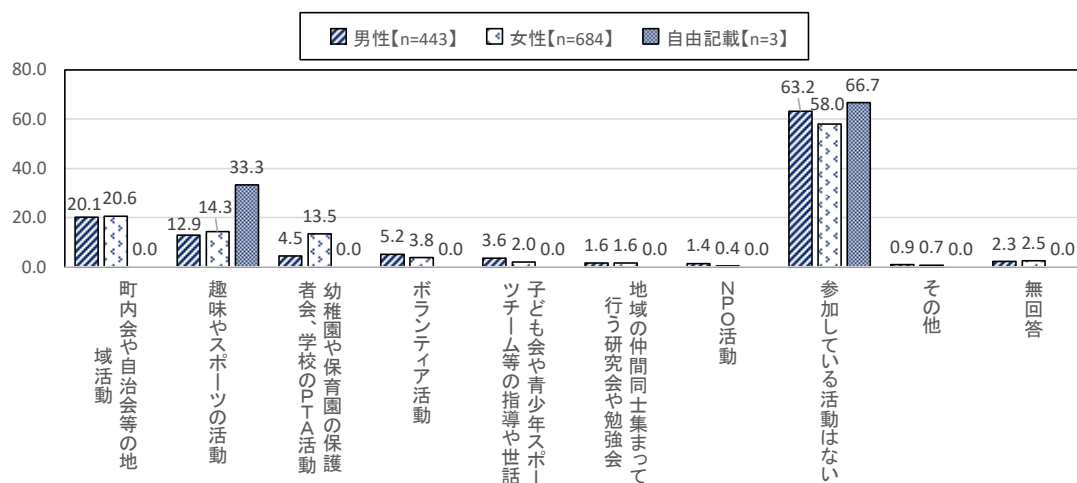 男性【n=443】 女性【n=684】 自由記載【n=3】
80.0
60.0
40.0
20.0
0.0
20.1 20.6 0.0
12.9 14.3 33.3
4.5 13.5 0.0
5.2 3.8 0.0
3.6 2.0 0.0
1.6 1.6 0.0
1.4 0.4 0.0
63.2 58.0 66.7
0.9 0.7 0.0
2.3 2.5 0.0
町内会や自治会等の地
域活動
趣味やスポーツの活動
幼稚園や保育園の保護
者会、学校のPTA活動
ボランティア活動
子ども会や青少年スポー
ツチーム等の指導や世話
地域の仲間同士集まって
行う研究会や勉強会
NPO活動
参加している活動はない
その他
無回答